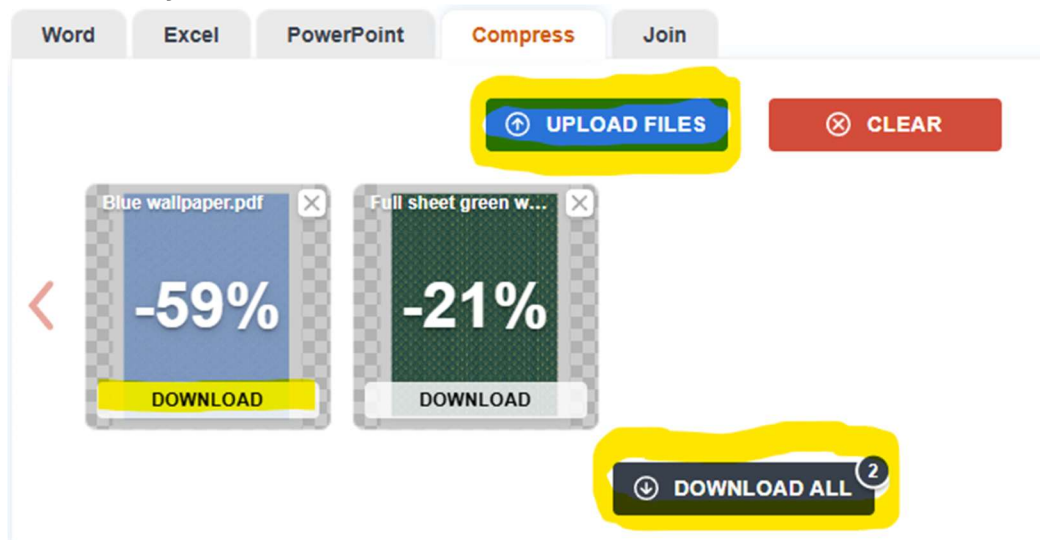 Word Excel PowerPoint Compress Join
UPLOAD FILES CLEAR
Blue wallpaper.pdf Full sheet green w...
-59% -21%
DOWNLOAD DOWNLOAD
DOWNLOAD ALL 2